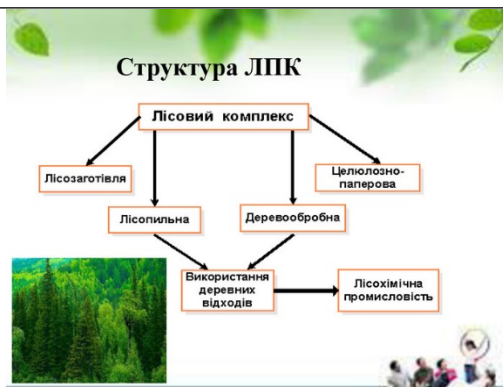 Структура ЛПК
Лісовий комплекс
Лісозаготівля
Целюлозно-
паперова
Лісопильна
Деревообробна
Використання
деревних
відходів
Лісохімічна
промисловість